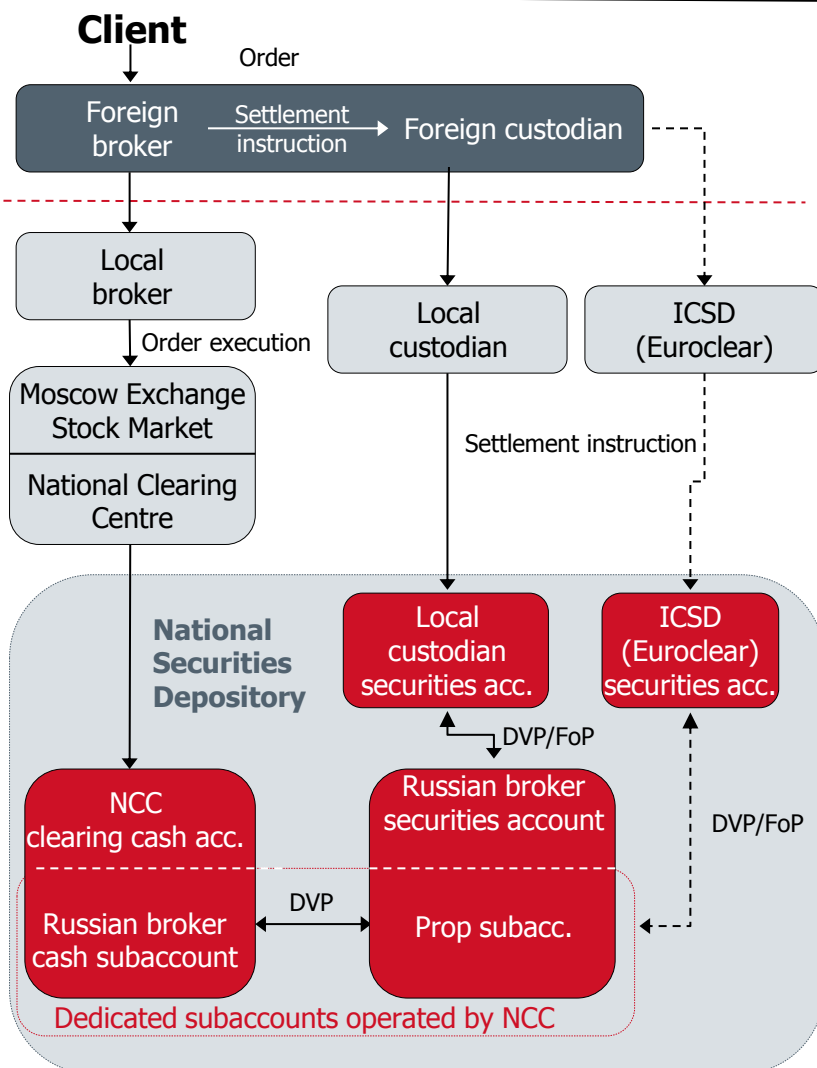 Client
Order
Foreign
broker
Settlement
instruction
Foreign custodian
Local
broker
Local
custodian
ICSD
(Euroclear)
Order execution
Moscow Exchange
Stock Market
National Clearing
Centre
Settlement instruction
National
Securities
Depository
Local
custodian
securities acc.
ICSD
(Euroclear)
securities acc.
DVP/FoP
NCC
clearing cash acc.
Russian broker
securities account
DVP/FoP
Russian broker
cash subaccount
DVP
Prop subacc.
Dedicated subaccounts operated by NCC